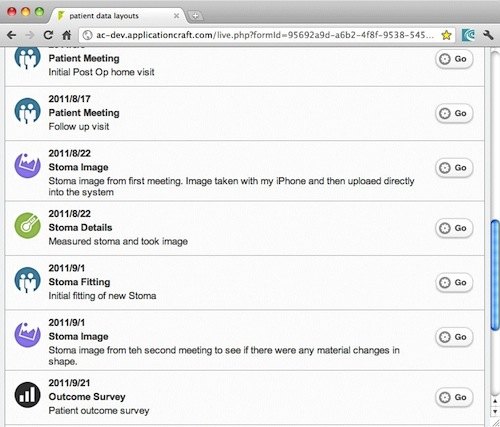 patient data layouts
ac-dev.applicationcraft.com/live.php?formId=95692a9d-a6b2-4f8f-9538-545...
Patient Meeting
Initial Post Op home visit
Go
2011/8/17
Patient Meeting
Follow up visit
Go
2011/8/22
Stoma Image
Stoma image from first meeting. Image taken with my iPhone and then uploaed directly
into the system
Go
2011/8/22
Stoma Details
Measured stoma and took image
Go
2011/9/1
Stoma Fitting
Initial fitting of new Stoma
Go
2011/9/1
Stoma Image
Stoma image from teh second meeting to see if there were any material changes in
shape.
Go
2011/9/21
Outcome Survey
Patient outcome survey
Go